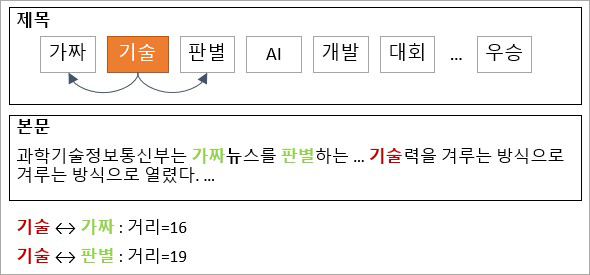 제목
가짜 기술 판별 AI 개발 대회 ... 우승
본문
과학기술정보통신부는 가짜뉴스를 판별하는 ... 기술력을 겨루는 방식으로
겨루는 방식으로 열렸다. ...
기술 ↔ 가짜 : 거리=16
기술 ↔ 판별 : 거리=19